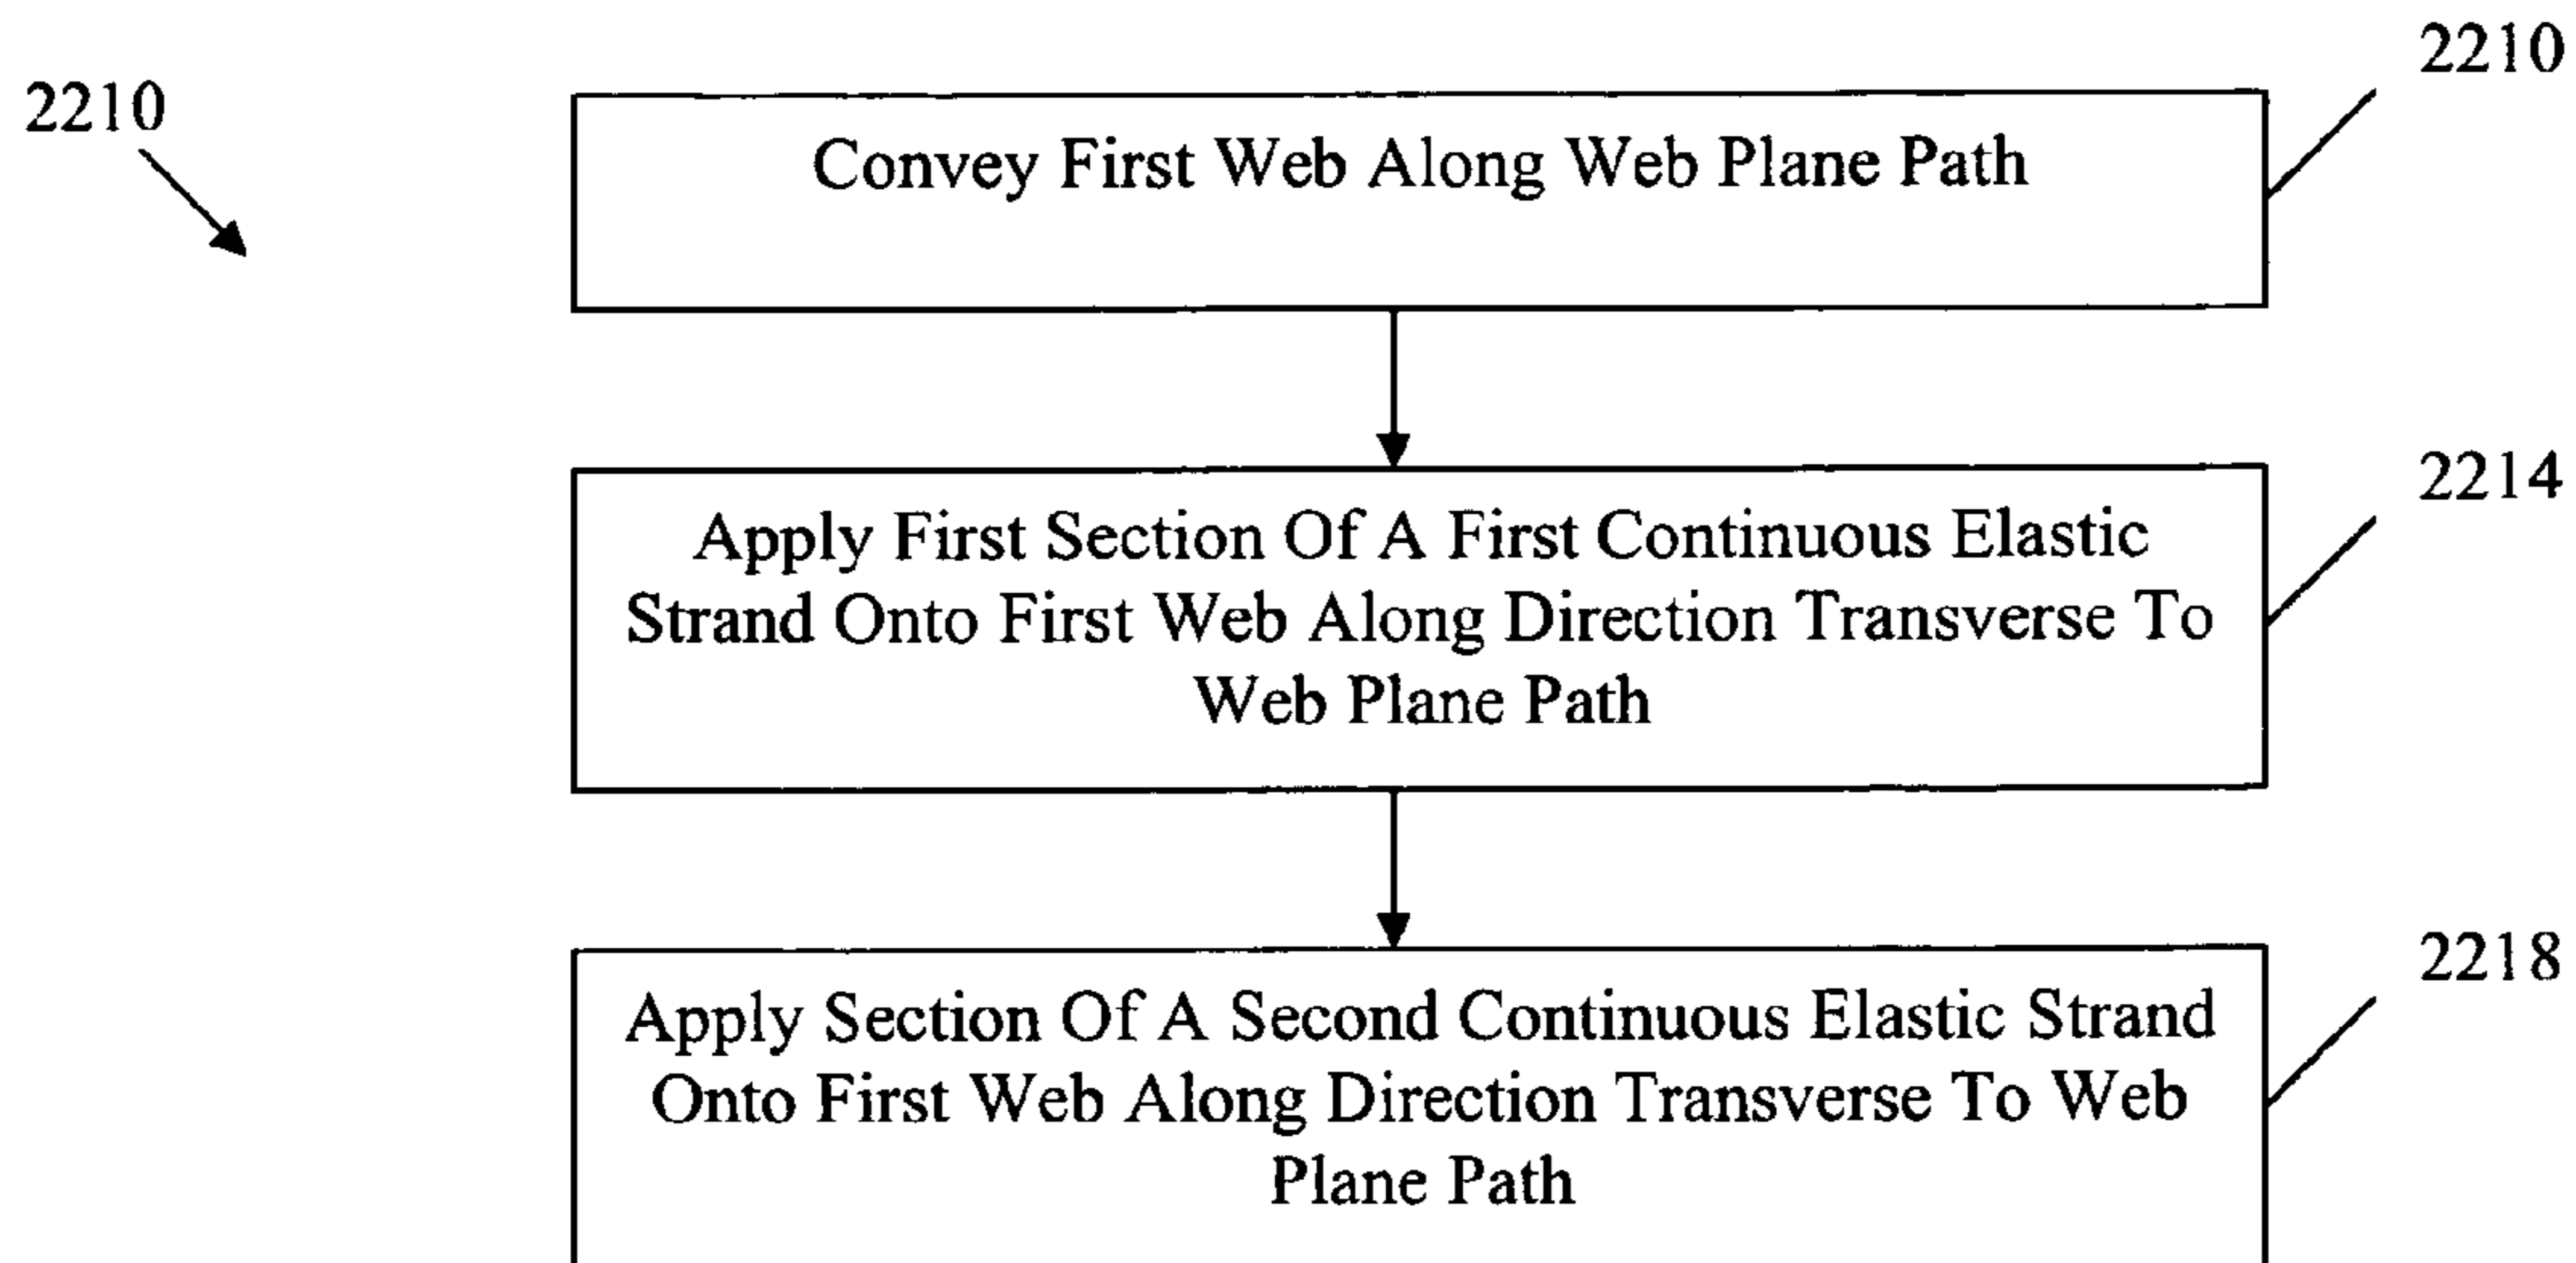 2210
2210
Convey First Web Along Web Plane Path
2214
Apply First Section Of A First Continuous Elastic
Strand Onto First Web Along Direction Transverse To
Web Plane Path
2218
Apply Section Of A Second Continuous Elastic Strand
Onto First Web Along Direction Transverse To Web
Plane Path